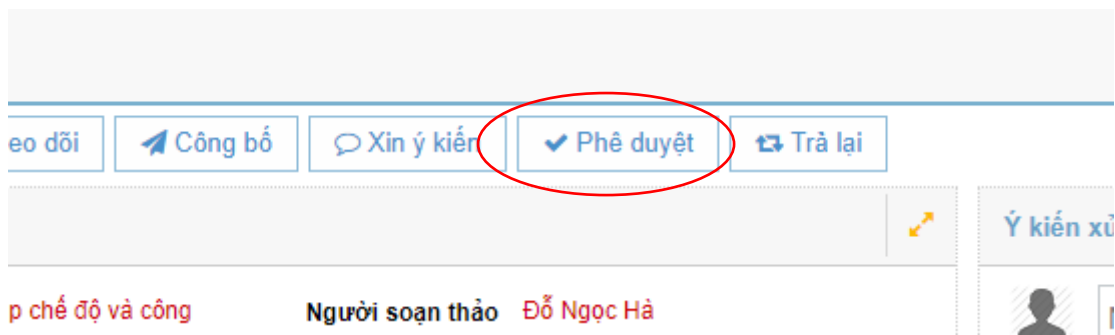 eo dõi Công bố Xin ý kiến Phê duyệt Trả lại
Ý kiến xử
p chế độ và công Người soạn thảo Đỗ Ngọc Hà